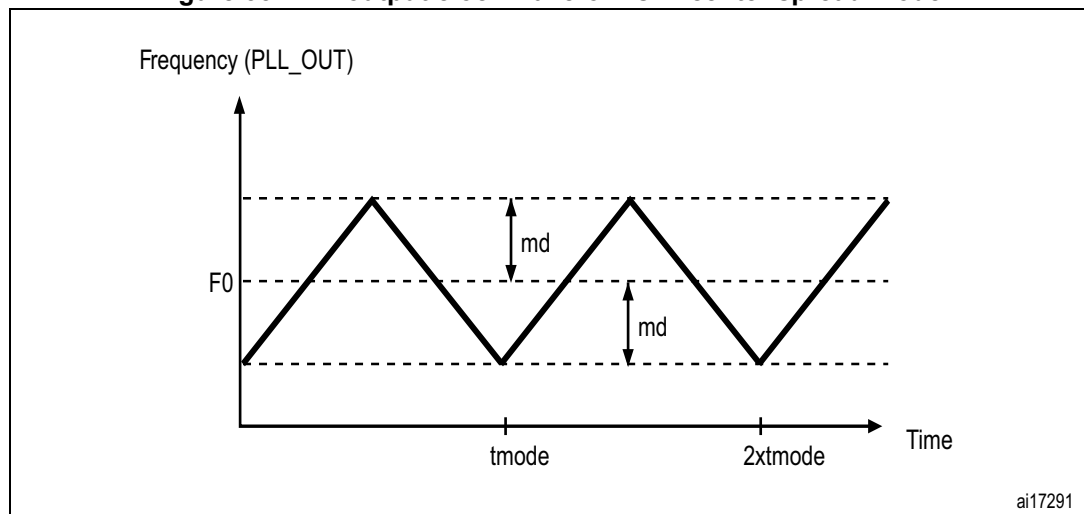 Frequency (PLL_OUT)
md
F0
md
tmode
2xtmode
Time
ai17291